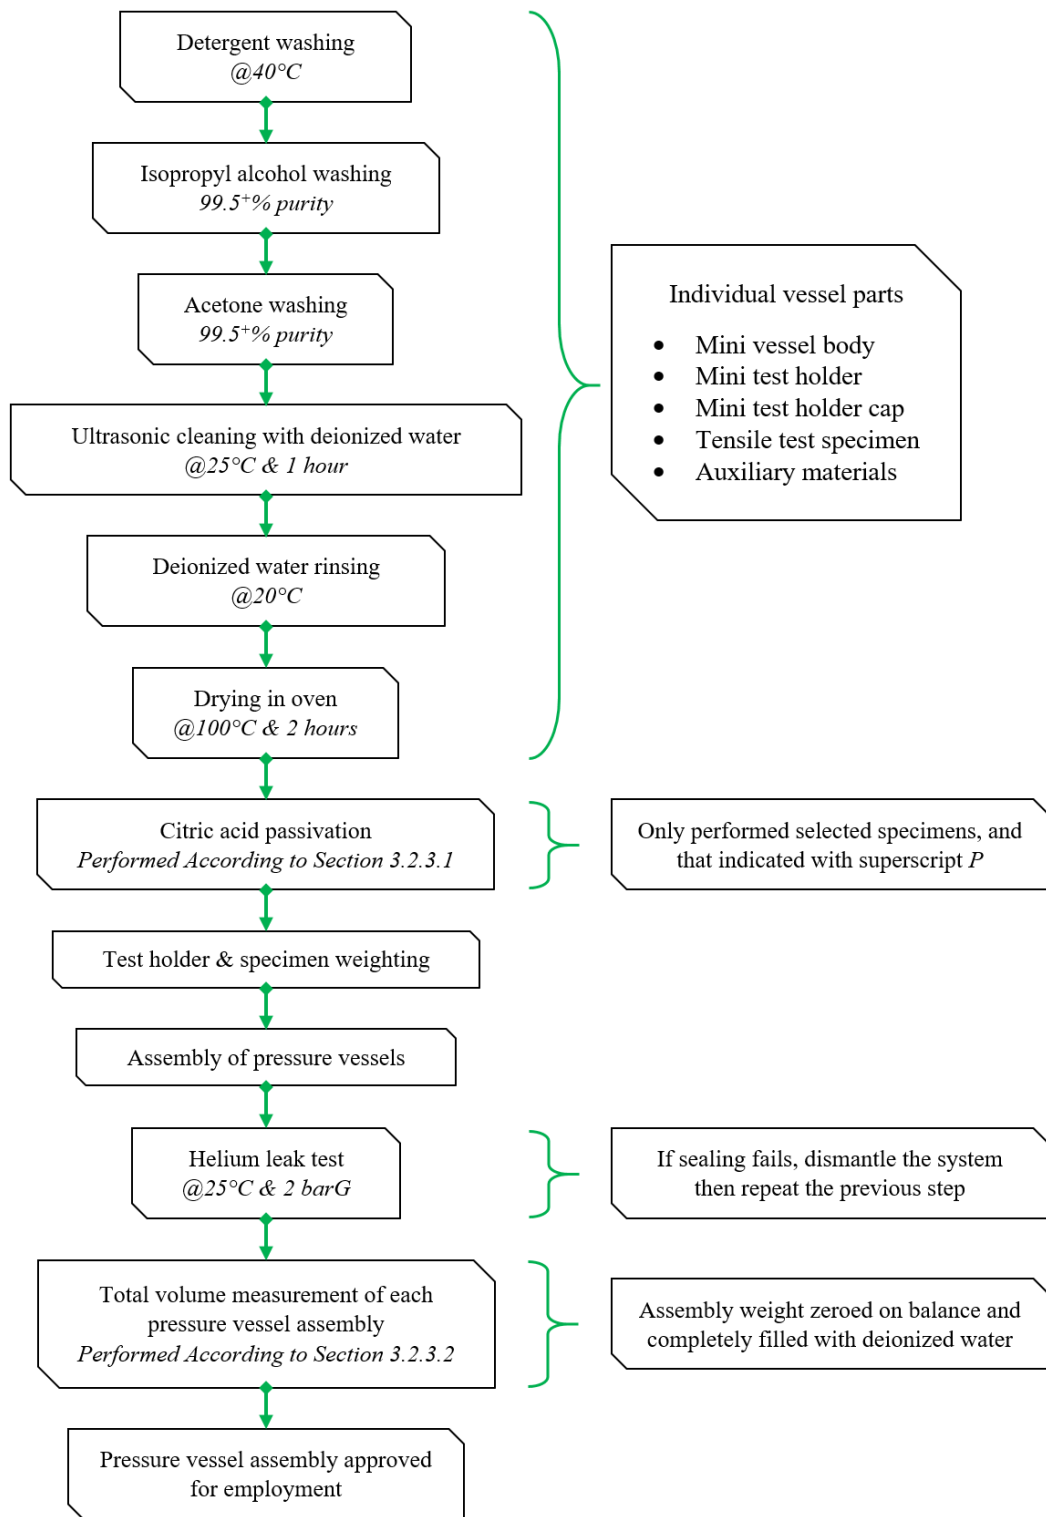 Detergent washing
@40°C
Isopropyl alcohol washing
99.5⁺% purity
Acetone washing
99.5⁺% purity
Ultrasonic cleaning with deionized water
@25°C & 1 hour
Deionized water rinsing
@20°C
Drying in oven
@100°C & 2 hours
Individual vessel parts
• Mini vessel body
• Mini test holder
• Mini test holder cap
• Tensile test specimen
• Auxiliary materials
Citric acid passivation
Performed According to Section 3.2.3.1
Only performed selected specimens, and
that indicated with superscript P
Test holder & specimen weighting
Assembly of pressure vessels
Helium leak test
@25°C & 2 barG
If sealing fails, dismantle the system
then repeat the previous step
Total volume measurement of each
pressure vessel assembly
Performed According to Section 3.2.3.2
Assembly weight zeroed on balance and
completely filled with deionized water
Pressure vessel assembly approved
for employment